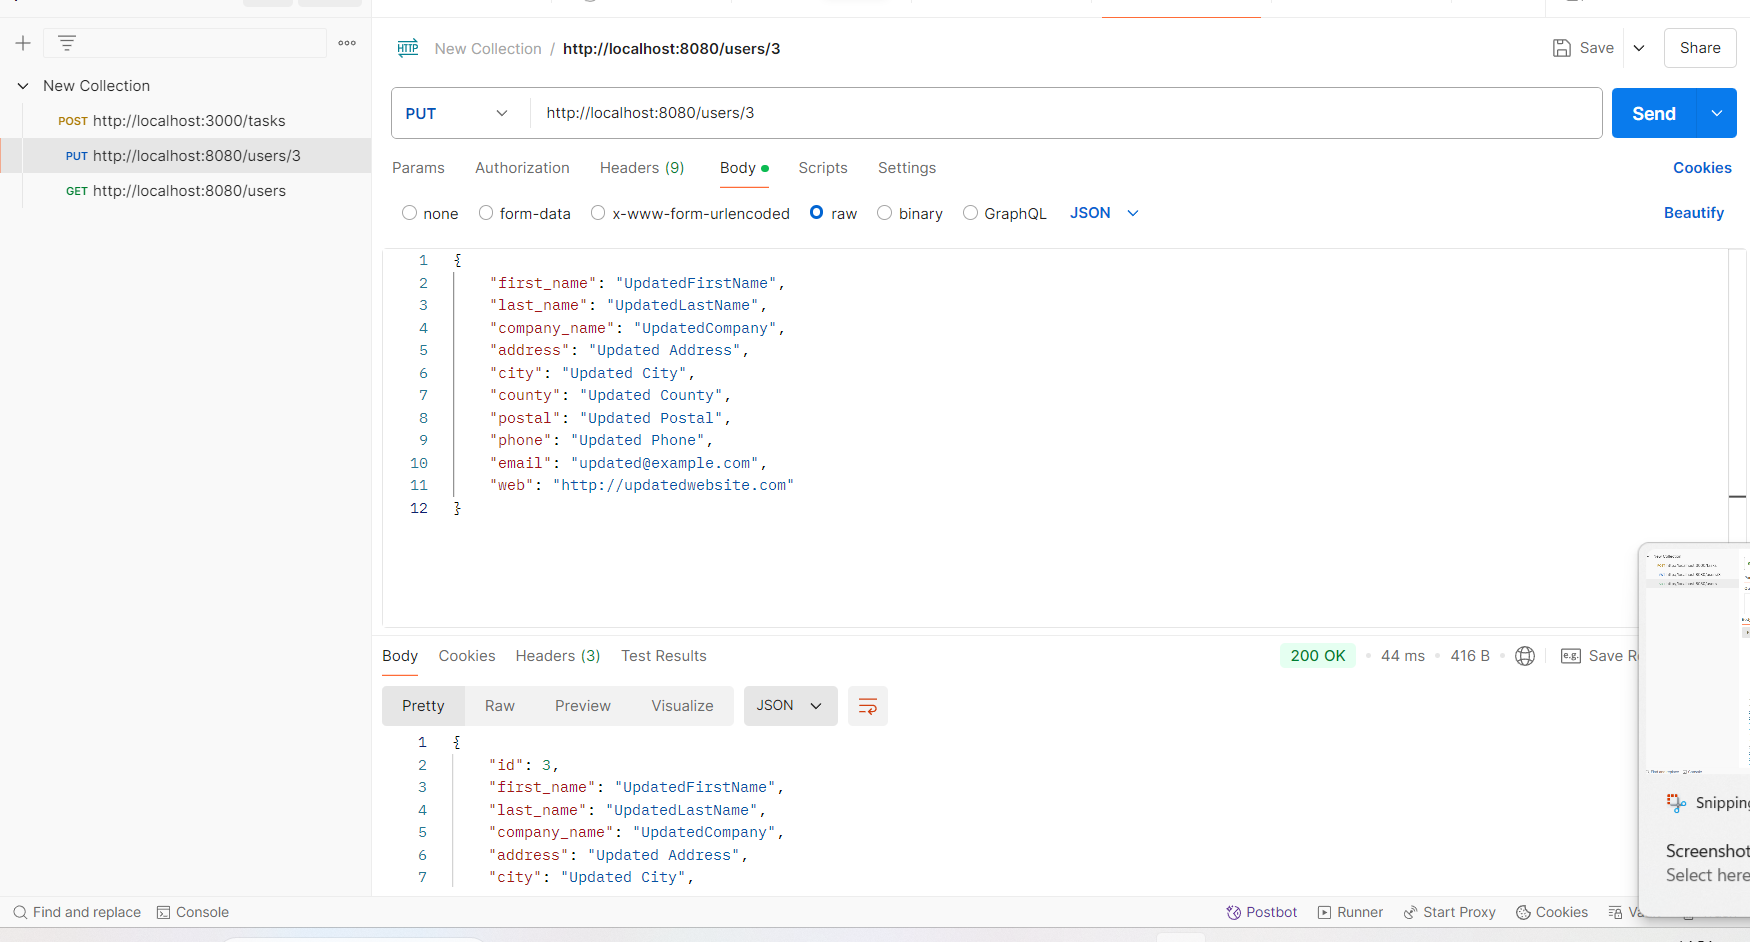 HTTP New Collection / http://localhost:8080/users/3 Save Share
New Collection
POST http://localhost:3000/tasks
PUT http://localhost:8080/users/3
GET http://localhost:8080/users
PUT http://localhost:8080/users/3 Send
Params Authorization Headers (9) Body Scripts Settings Cookies
none form-data x-www-form-urlencoded raw binary GraphQL JSON Beautify
1 {
2 "first_name": "UpdatedFirstName",
3 "last_name": "UpdatedLastName",
4 "company_name": "UpdatedCompany",
5 "address": "Updated Address",
6 "city": "Updated City",
7 "county": "Updated County",
8 "postal": "Updated Postal",
9 "phone": "Updated Phone",
10 "email": "updated@example.com",
11 "web": "http://updatedwebsite.com"
12 }
Body Cookies Headers (3) Test Results 200 OK 44 ms 416 B e.g. Save R
Pretty Raw Preview Visualize JSON
1 {
2 "id": 3,
3 "first_name": "UpdatedFirstName",
4 "last_name": "UpdatedLastName",
5 "company_name": "UpdatedCompany",
6 "address": "Updated Address",
7 "city": "Updated City",
Snipping
Screenshot
Select here
Find and replace Console Postbot Runner Start Proxy Cookies Va